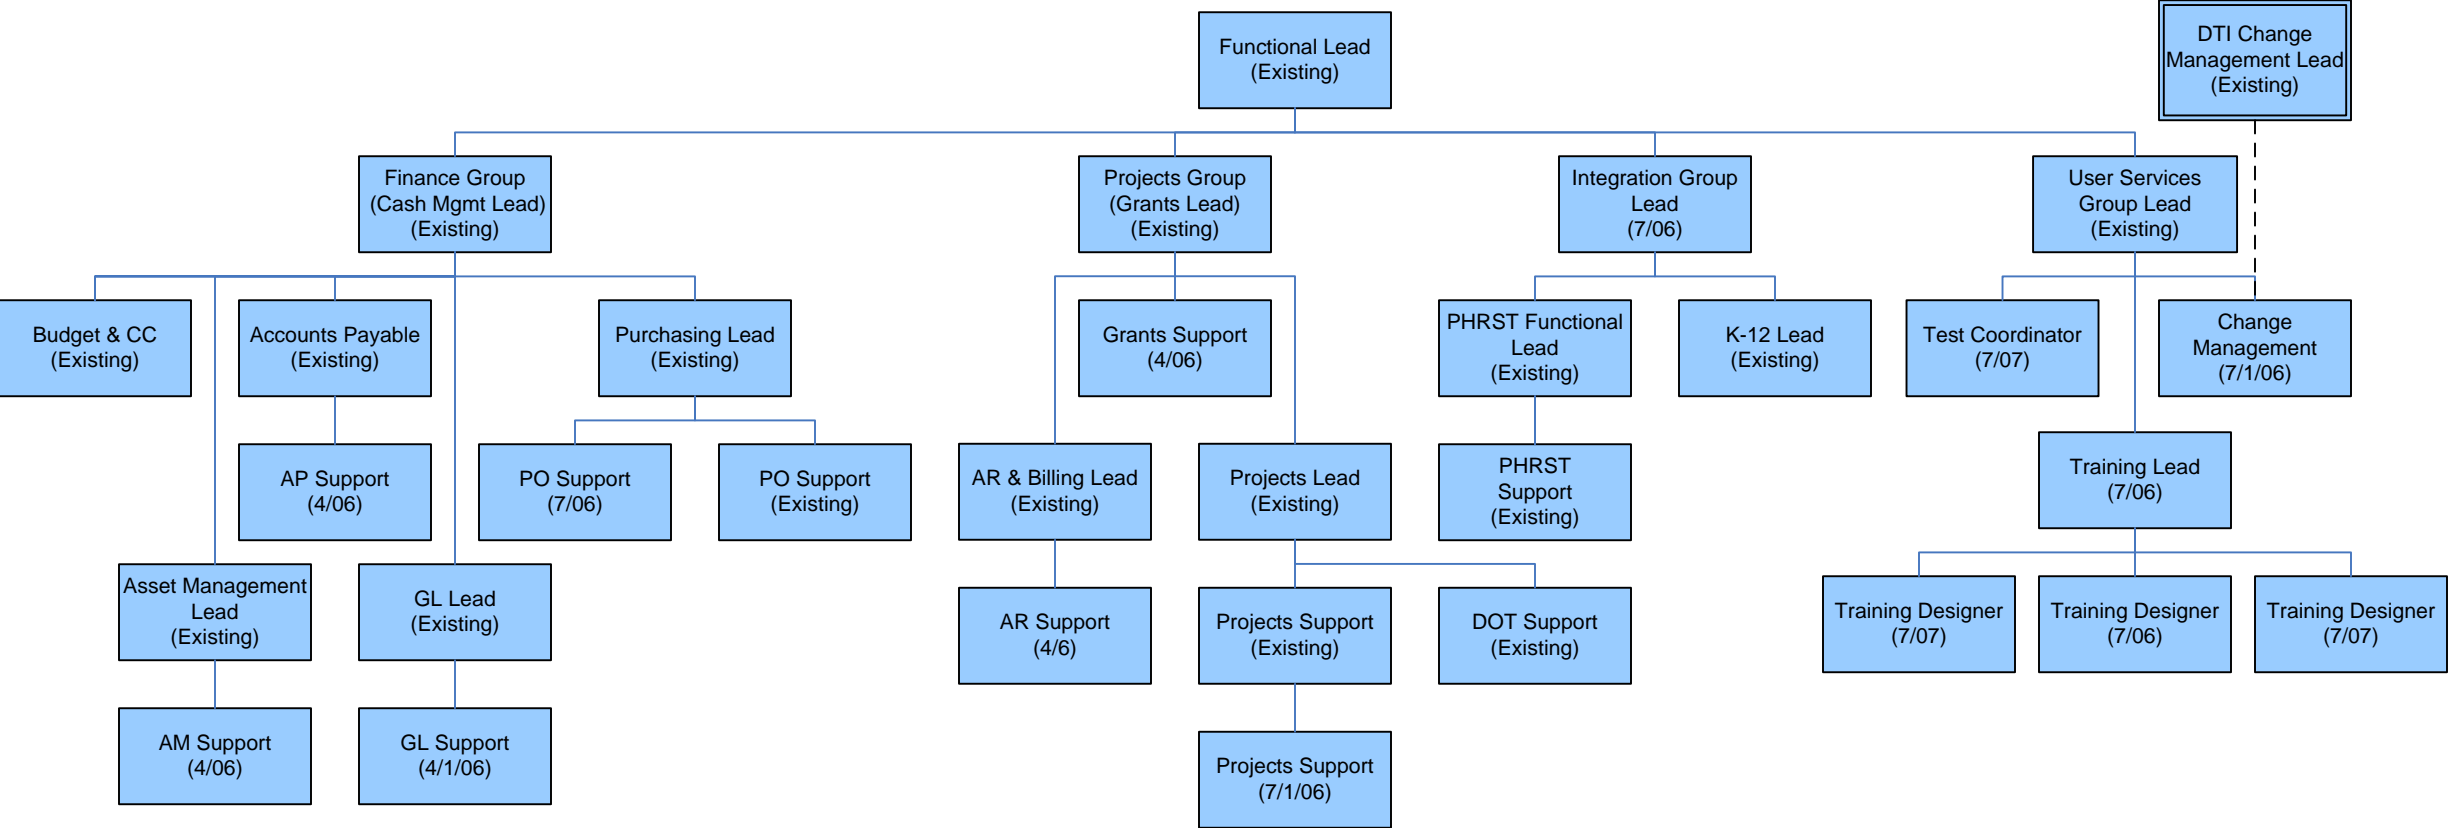 Functional Lead
(Existing)
DTI Change
Management Lead
(Existing)
Finance Group
(Cash Mgmt Lead)
(Existing)
Projects Group
(Grants Lead)
(Existing)
Integration Group
Lead
(7/06)
User Services
Group Lead
(Existing)
Budget & CC
(Existing)
Accounts Payable
(Existing)
Purchasing Lead
(Existing)
Grants Support
(4/06)
PHRST Functional
Lead
(Existing)
K-12 Lead
(Existing)
Test Coordinator
(7/07)
Change
Management
(7/1/06)
AP Support
(4/06)
PO Support
(7/06)
PO Support
(Existing)
AR & Billing Lead
(Existing)
Projects Lead
(Existing)
PHRST
Support
(Existing)
Training Lead
(7/06)
Asset Management
Lead
(Existing)
GL Lead
(Existing)
AR Support
(4/6)
Projects Support
(Existing)
DOT Support
(Existing)
Training Designer
(7/07)
Training Designer
(7/06)
Training Designer
(7/07)
AM Support
(4/06)
GL Support
(4/1/06)
Projects Support
(7/1/06)